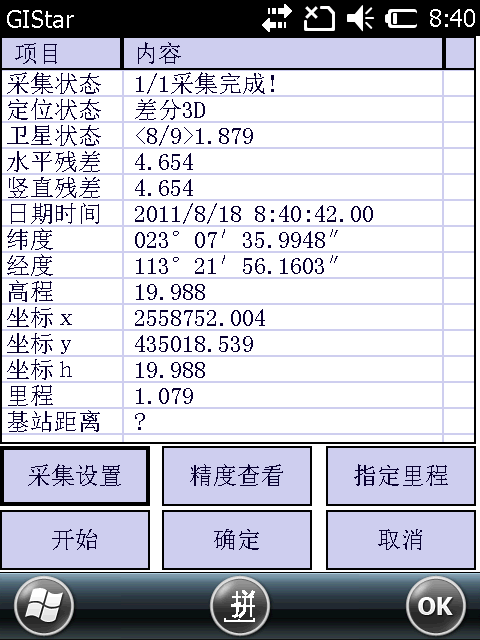 GIStar 8:40
项目 内容
采集状态 1/1采集完成!
定位状态 差分3D
卫星状态 <8/9>1.879
水平残差 4.654
竖直残差 4.654
日期时间 2011/8/18 8:40:42.00
纬度 023° 07′ 35.9948″
经度 113° 21′ 56.1603″
高程 19.988
坐标x 2558752.004
坐标y 435018.539
坐标h 19.988
里程 1.079
基站距离 ?
采集设置 精度查看 指定里程
开始 确定 取消
拼 OK